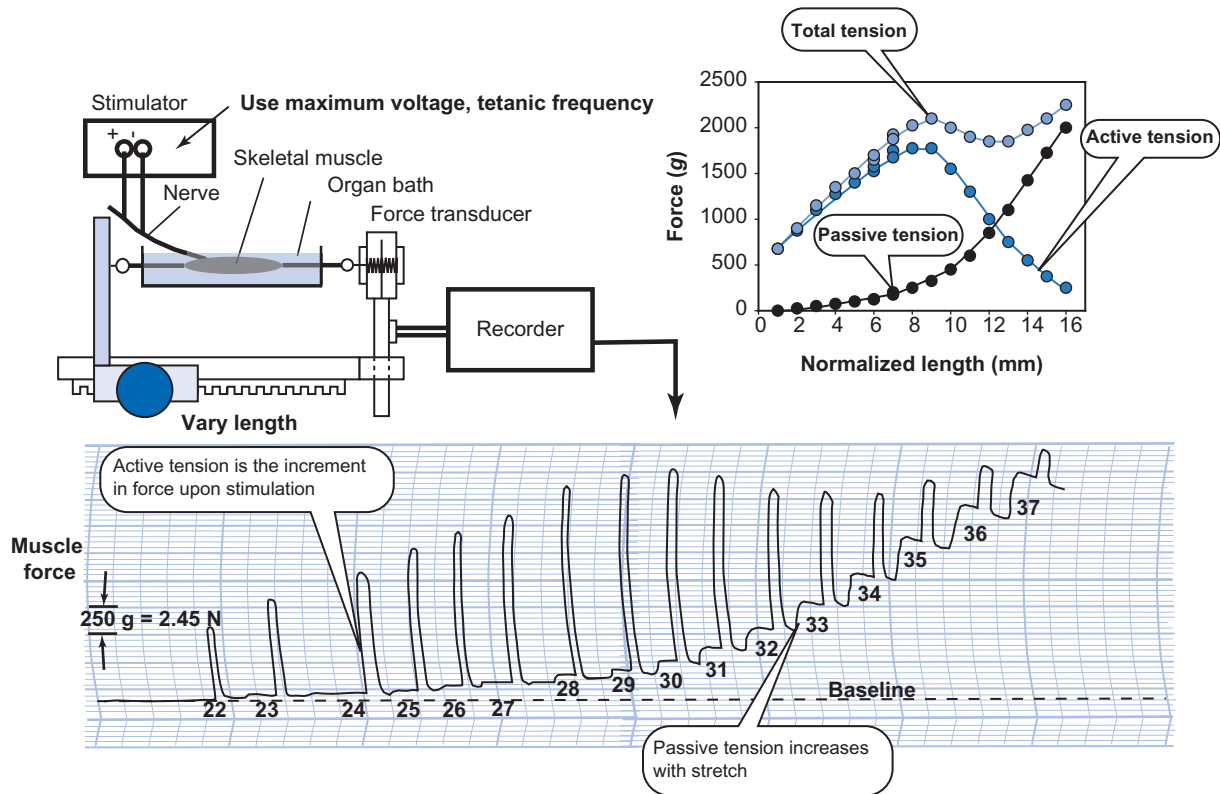 Stimulator
Use maximum voltage, tetanic frequency
+ -
Skeletal muscle
Organ bath
Nerve
Force transducer
Recorder
Vary length
Total tension
Active tension
Passive tension
Force (g)
2500
2000
1500
1000
500
0
0 2 4 6 8 10 12 14 16
Normalized length (mm)
Active tension is the increment
in force upon stimulation
Muscle
force
250 g = 2.45 N
22 23 24 25 26 27 28 29 30 31 32 33 34 35 36 37
Baseline
Passive tension increases
with stretch